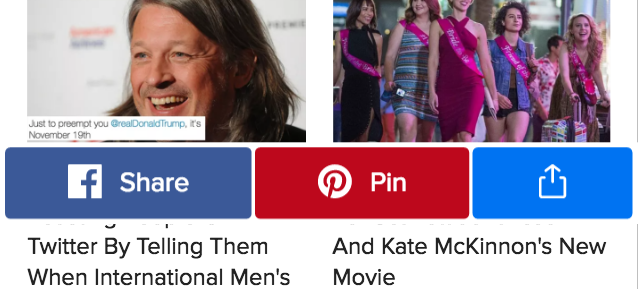 Just to preempt you @realDonaldTrump, it's
November 19th
Share
Pin
Twitter By Telling Them
When International Men's
And Kate McKinnon's New
Movie